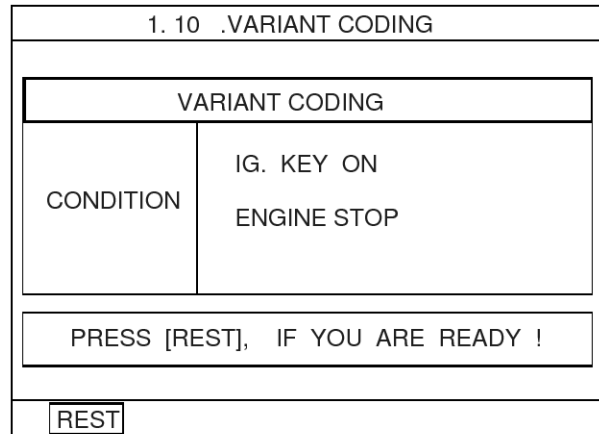 1. 10 .VARIANT CODING
VARIANT CODING
CONDITION
IG. KEY ON
ENGINE STOP
PRESS [REST], IF YOU ARE READY !
REST